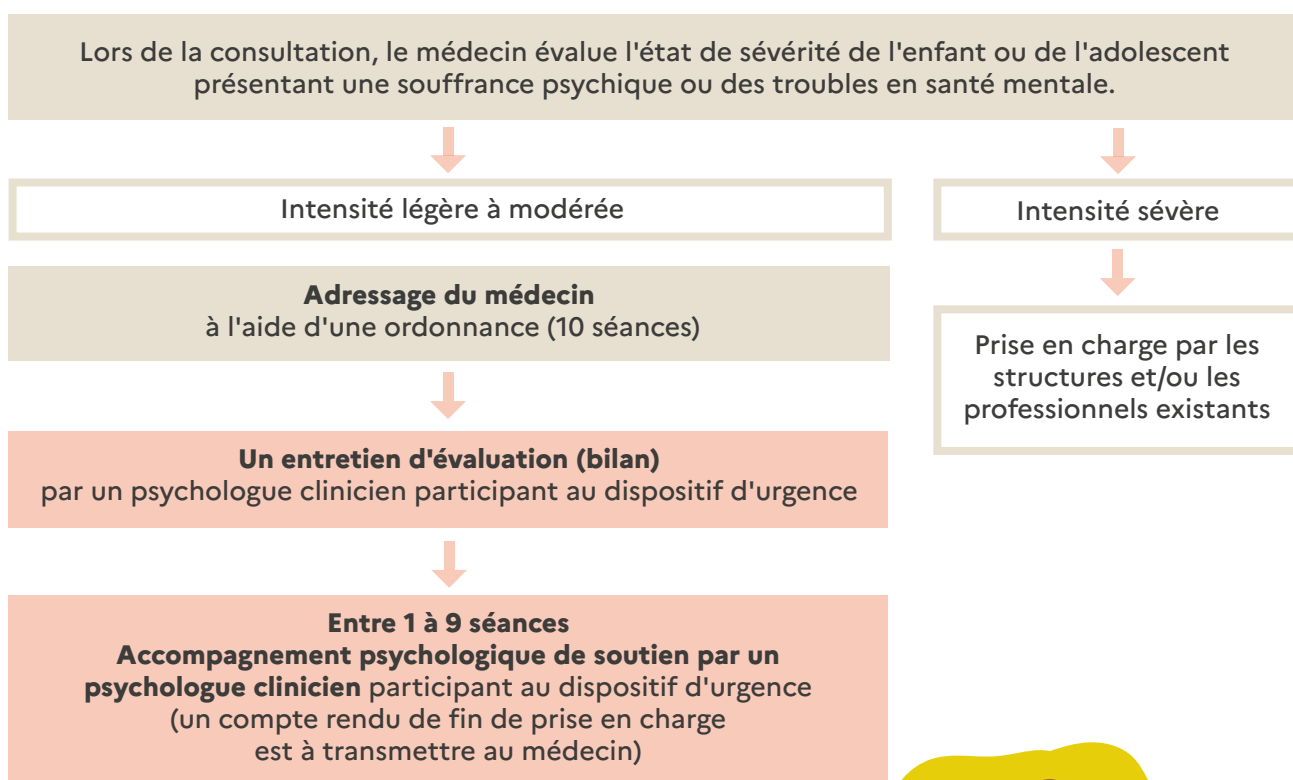 Lors de la consultation, le médecin évalue l'état de sévérité de l'enfant ou de l'adolescent
présentant une souffrance psychique ou des troubles en santé mentale.
Intensité légère à modérée
Intensité sévère
Adressage du médecin
à l'aide d'une ordonnance (10 séances)
Prise en charge par les
structures et/ou les
professionnels existants
Un entretien d'évaluation (bilan)
par un psychologue clinicien participant au dispositif d'urgence
Entre 1 à 9 séances
Accompagnement psychologique de soutien par un
psychologue clinicien participant au dispositif d'urgence
(un compte rendu de fin de prise en charge
est à transmettre au médecin)